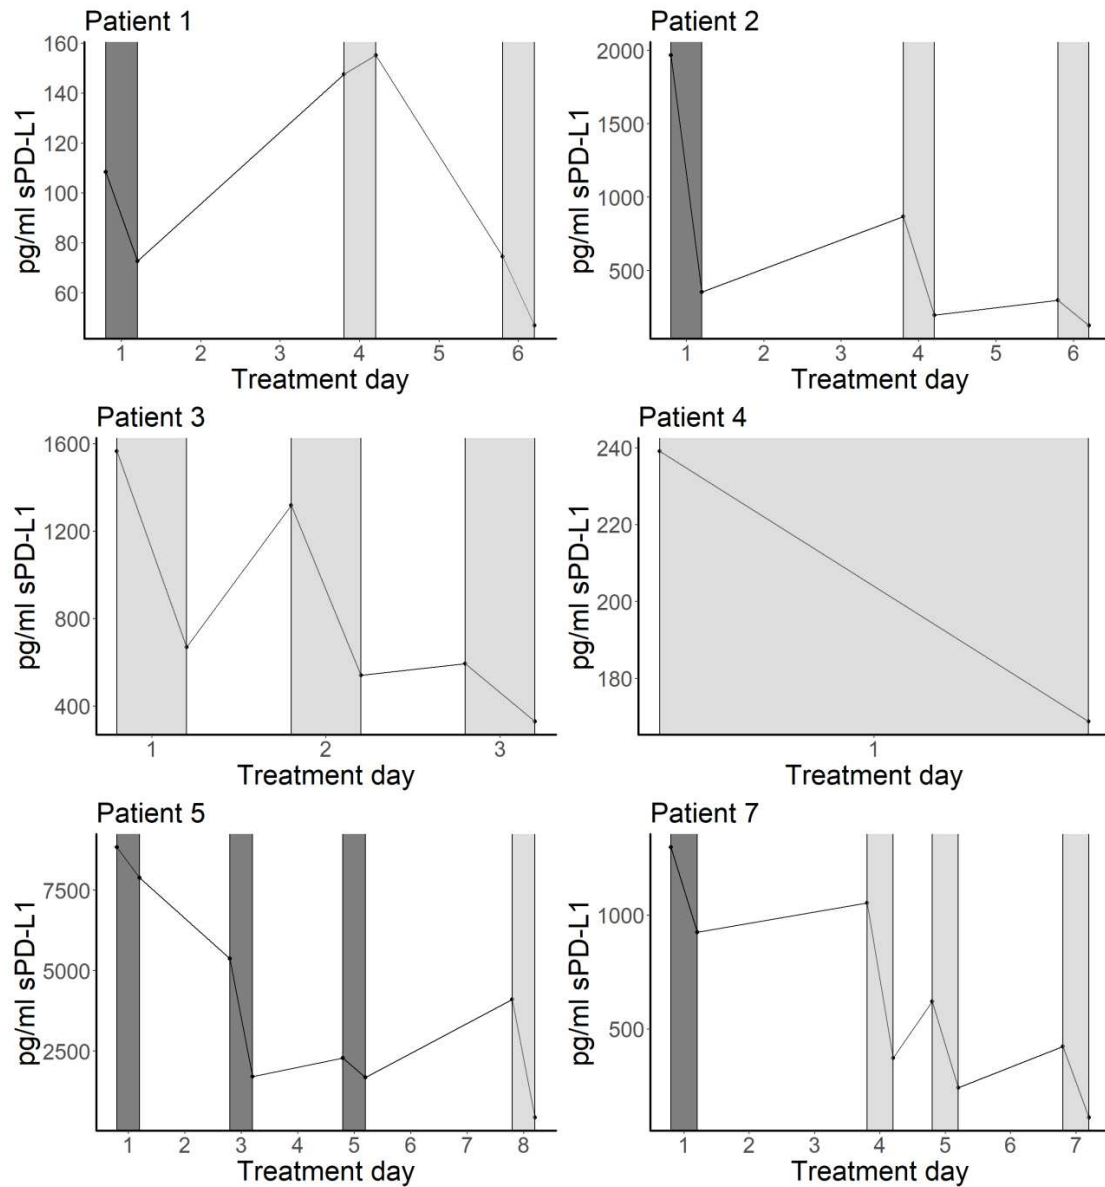 Patient 1
pg/ml sPD-L1
160
140
120
100
80
60
1 2 3 4 5 6
Treatment day
Patient 2
pg/ml sPD-L1
2000
1500
1000
500
1 2 3 4 5 6
Treatment day
Patient 3
pg/ml sPD-L1
1600
1200
800
400
1 2 3
Treatment day
Patient 4
pg/ml sPD-L1
240
220
200
180
1
Treatment day
Patient 5
pg/ml sPD-L1
7500
5000
2500
1 2 3 4 5 6 7 8
Treatment day
Patient 7
pg/ml sPD-L1
1000
500
1 2 3 4 5 6 7
Treatment day